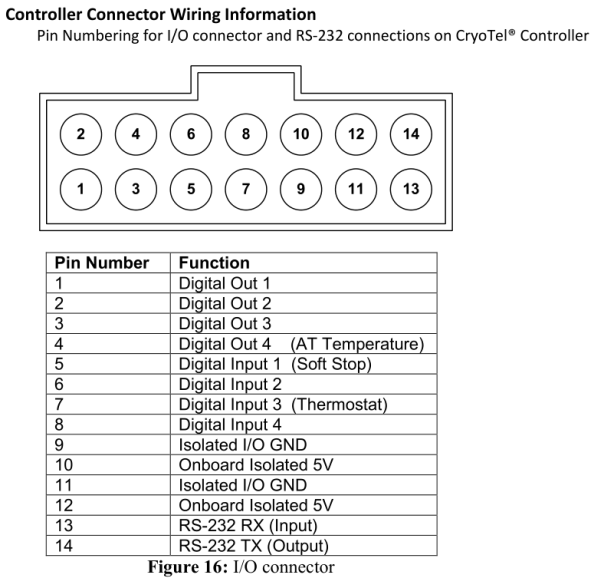 Controller Connector Wiring Information
Pin Numbering for I/O connector and RS-232 connections on CryoTel® Controller
2 4 6 8 10 12 14
1 3 5 7 9 11 13
Pin Number Function
1 Digital Out 1
2 Digital Out 2
3 Digital Out 3
4 Digital Out 4 (AT Temperature)
5 Digital Input 1 (Soft Stop)
6 Digital Input 2
7 Digital Input 3 (Thermostat)
8 Digital Input 4
9 Isolated I/O GND
10 Onboard Isolated 5V
11 Isolated I/O GND
12 Onboard Isolated 5V
13 RS-232 RX (Input)
14 RS-232 TX (Output)
Figure 16: I/O connector